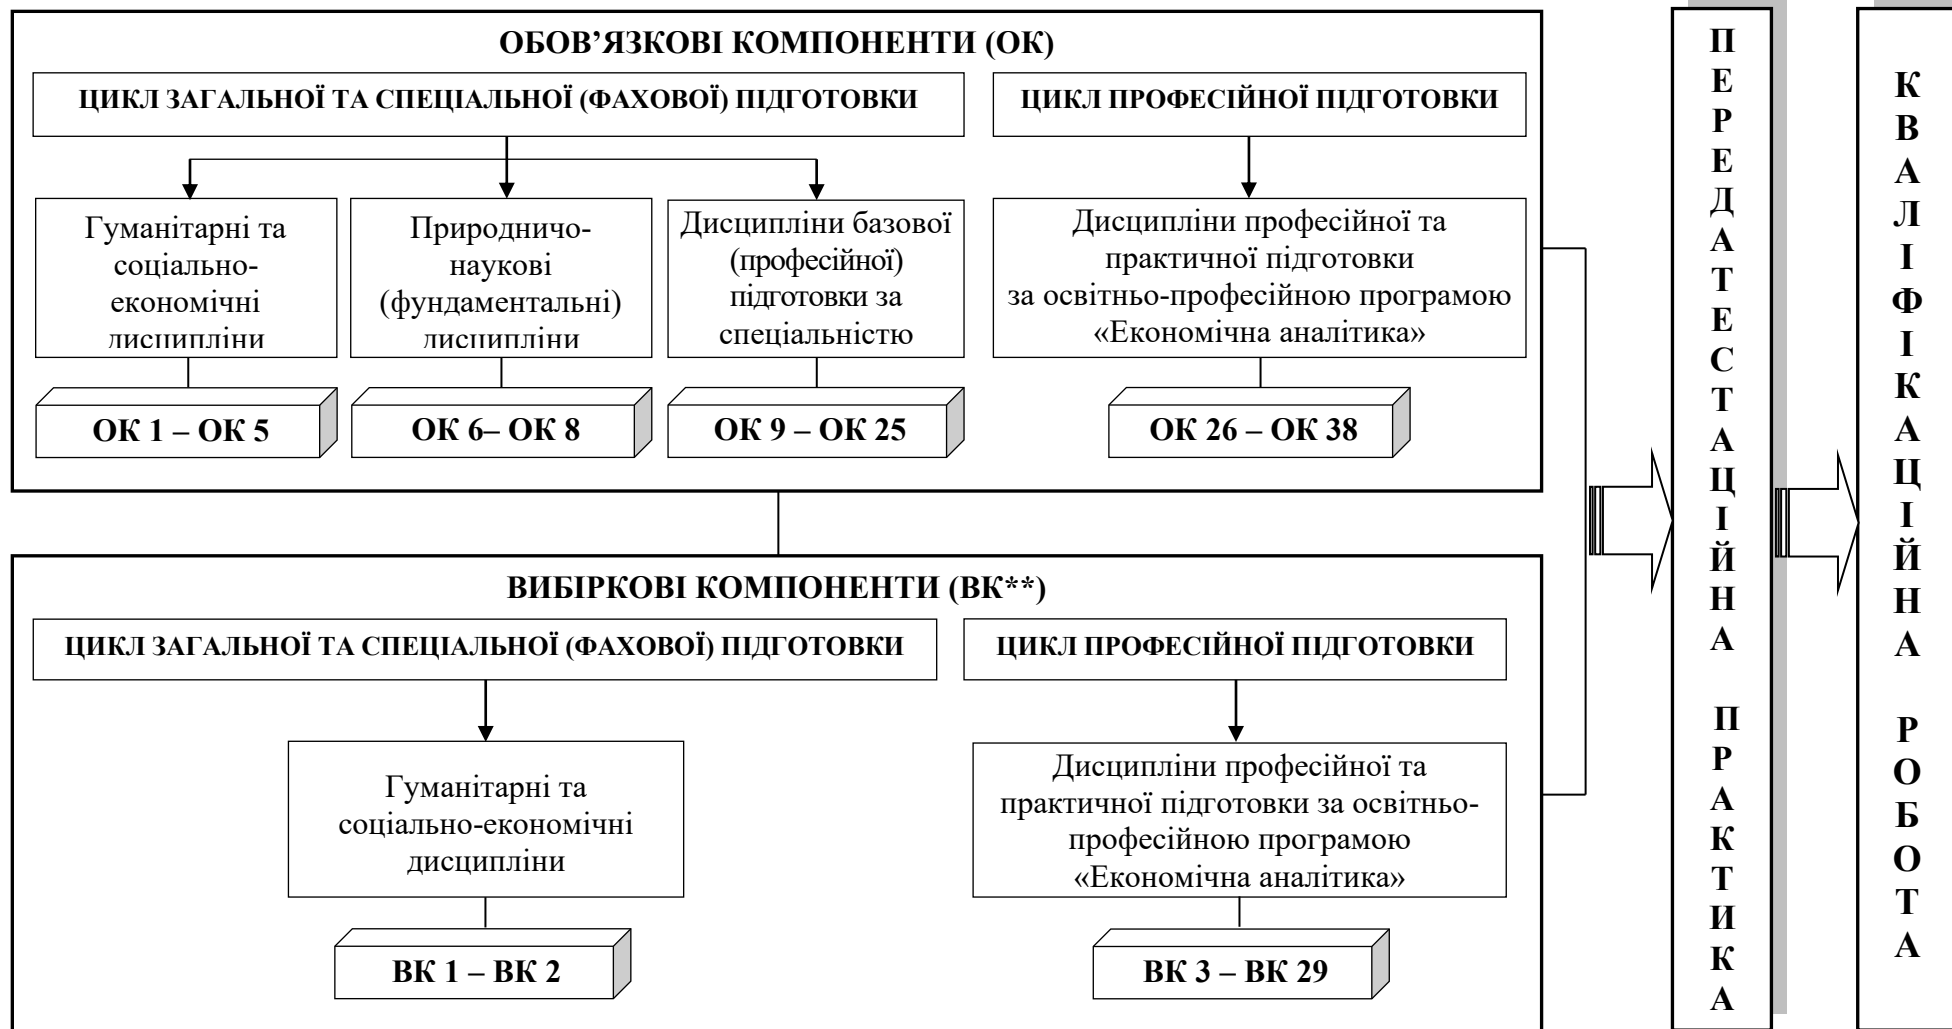 ОБОВ’ЯЗКОВІ КОМПОНЕНТИ (ОК)
ЦИКЛ ЗАГАЛЬНОЇ ТА СПЕЦІАЛЬНОЇ (ФАХОВОЇ) ПІДГОТОВКИ
ЦИКЛ ПРОФЕСІЙНОЇ ПІДГОТОВКИ
Гуманітарні та
соціально-
економічні
дисципліни
Природничо-
наукові
(фундаментальні)
дисципліни
Дисципліни базової
(професійної)
підготовки за
спеціальністю
Дисципліни професійної та
практичної підготовки
за освітньо-професійною програмою
«Економічна аналітика»
ОК 1 – ОК 5
ОК 6– ОК 8
ОК 9 – ОК 25
ОК 26 – ОК 38
ВИБІРКОВІ КОМПОНЕНТИ (ВК**)
ЦИКЛ ЗАГАЛЬНОЇ ТА СПЕЦІАЛЬНОЇ (ФАХОВОЇ) ПІДГОТОВКИ
ЦИКЛ ПРОФЕСІЙНОЇ ПІДГОТОВКИ
Гуманітарні та
соціально-економічні
дисципліни
Дисципліни професійної та
практичної підготовки за освітньо-
професійною програмою
«Економічна аналітика»
ВК 1 – ВК 2
ВК 3 – ВК 29
ПЕРЕДАТЕСТАЦІЙНА ПРАКТИКА
КВАЛІФІКАЦІЙНА РОБОТА